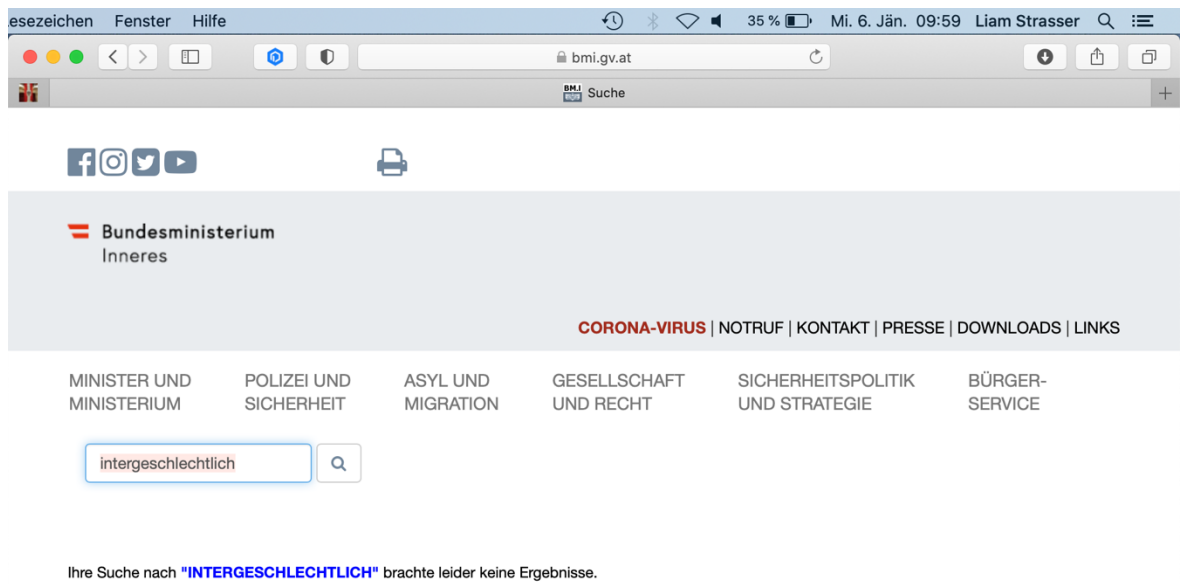 esezeichen Fenster Hilfe 35 % Mi. 6. Jän. 09:59 Liam Strasser
bmi.gv.at
BM.I Suche
Bundesministerium
Inneres
CORONA-VIRUS | NOTRUF | KONTAKT | PRESSE | DOWNLOADS | LINKS
MINISTER UND POLIZEI UND ASYL UND GESELLSCHAFT SICHERHEITSPOLITIK BÜRGER-
MINISTERIUM SICHERHEIT MIGRATION UND RECHT UND STRATEGIE SERVICE
intergeschlechtlich
Ihre Suche nach "INTERGESCHLECHTLICH" brachte leider keine Ergebnisse.